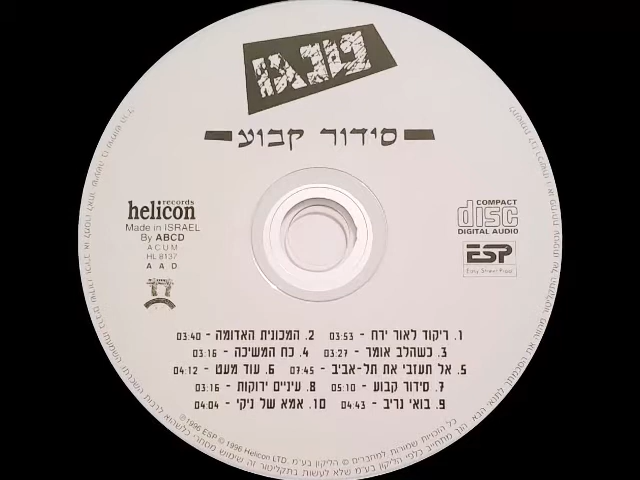 טנגו
סידור קבוע
helicon
records
Made in ISRAEL
By ABCD
ACUM
HL 8137
A A D
COMPACT
disc
DIGITAL AUDIO
ESP
1. ריקוד לאור ירח - 03:53 2. המכונית האדומה - 03:40
3. כשהלב אומר - 03:27 4. כח המשיכה - 03:16
5. אל תעזבי את תל-אביב - 07:45 6. עוד מעט - 04:12
7. סידור קבוע - 05:10 8. עיניים ירוקות - 03:16
9. בואי נריב - 04:43 10. אמא של ניקי - 04:04
℗1996 ESP © 1996 Helicon LTD.